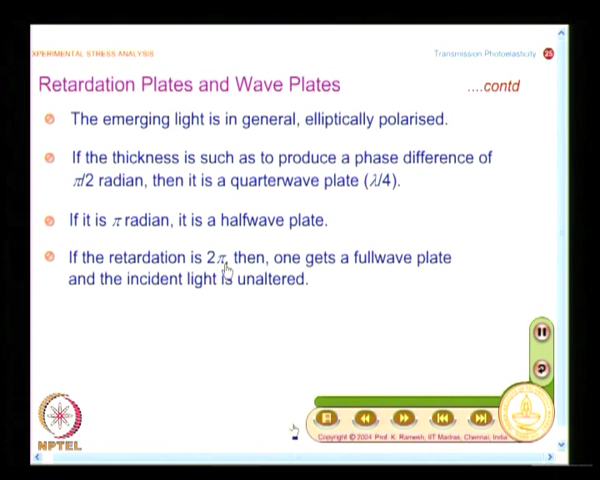 XPERIMENTAL STRESS ANALYSIS
Transmission Photoelasticity 25
Retardation Plates and Wave Plates
....contd
The emerging light is in general, elliptically polarised.
If the thickness is such as to produce a phase difference of
π/2 radian, then it is a quarterwave plate (λ/4).
If it is π radian, it is a halfwave plate.
If the retardation is 2π, then, one gets a fullwave plate
and the incident light is unaltered.
NPTEL
Copyright © 2004 Prof. K. Ramesh, IIT Madras, Chennai, India